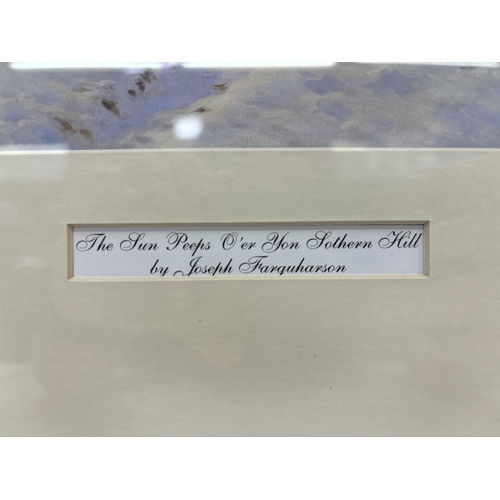 The Sun Peeps O'er Yon Sothern Hill
by Joseph Farquharson